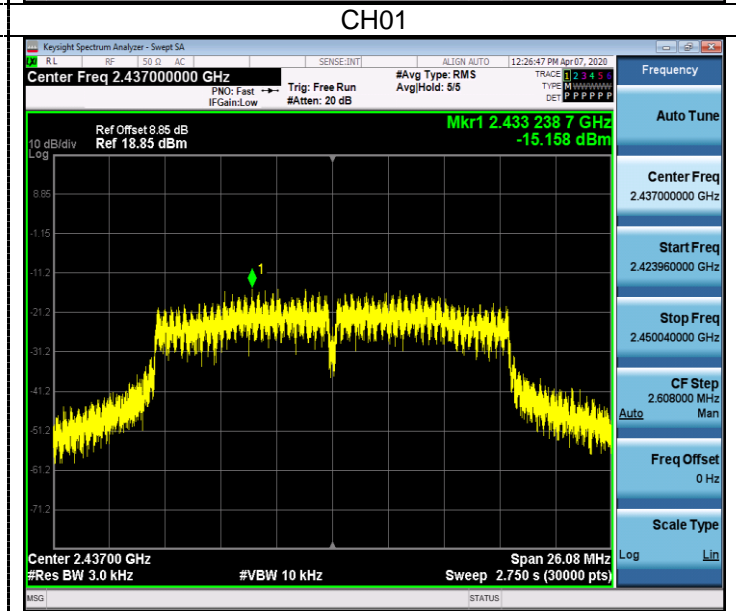 CH01
Keysight Spectrum Analyzer - Swept SA
LXI RL RF 50 Ω AC SENSE:INT ALIGN AUTO 12:26:47 PM Apr 07, 2020
Center Freq 2.437000000 GHz
PNO: Fast
IFGain:Low
Trig: Free Run
#Atten: 20 dB
#Avg Type: RMS
Avg|Hold: 5/5
TRACE 1 2 3 4 5 6
TYPE M WWWWW
DET P P P P P P
Ref Offset 8.85 dB
10 dB/div Ref 18.85 dBm
Log
Mkr1 2.433 238 7 GHz
-15.158 dBm
8.85
-1.15
-11.2
1
-21.2
-31.2
-41.2
-51.2
-61.2
-71.2
Center 2.43700 GHz Span 26.08 MHz
#Res BW 3.0 kHz #VBW 10 kHz Sweep 2.750 s (30000 pts)
MSG STATUS
Frequency
Auto Tune
Center Freq
2.437000000 GHz
Start Freq
2.423960000 GHz
Stop Freq
2.450040000 GHz
CF Step
2.608000 MHz
Auto Man
Freq Offset
0 Hz
Scale Type
Log Lin